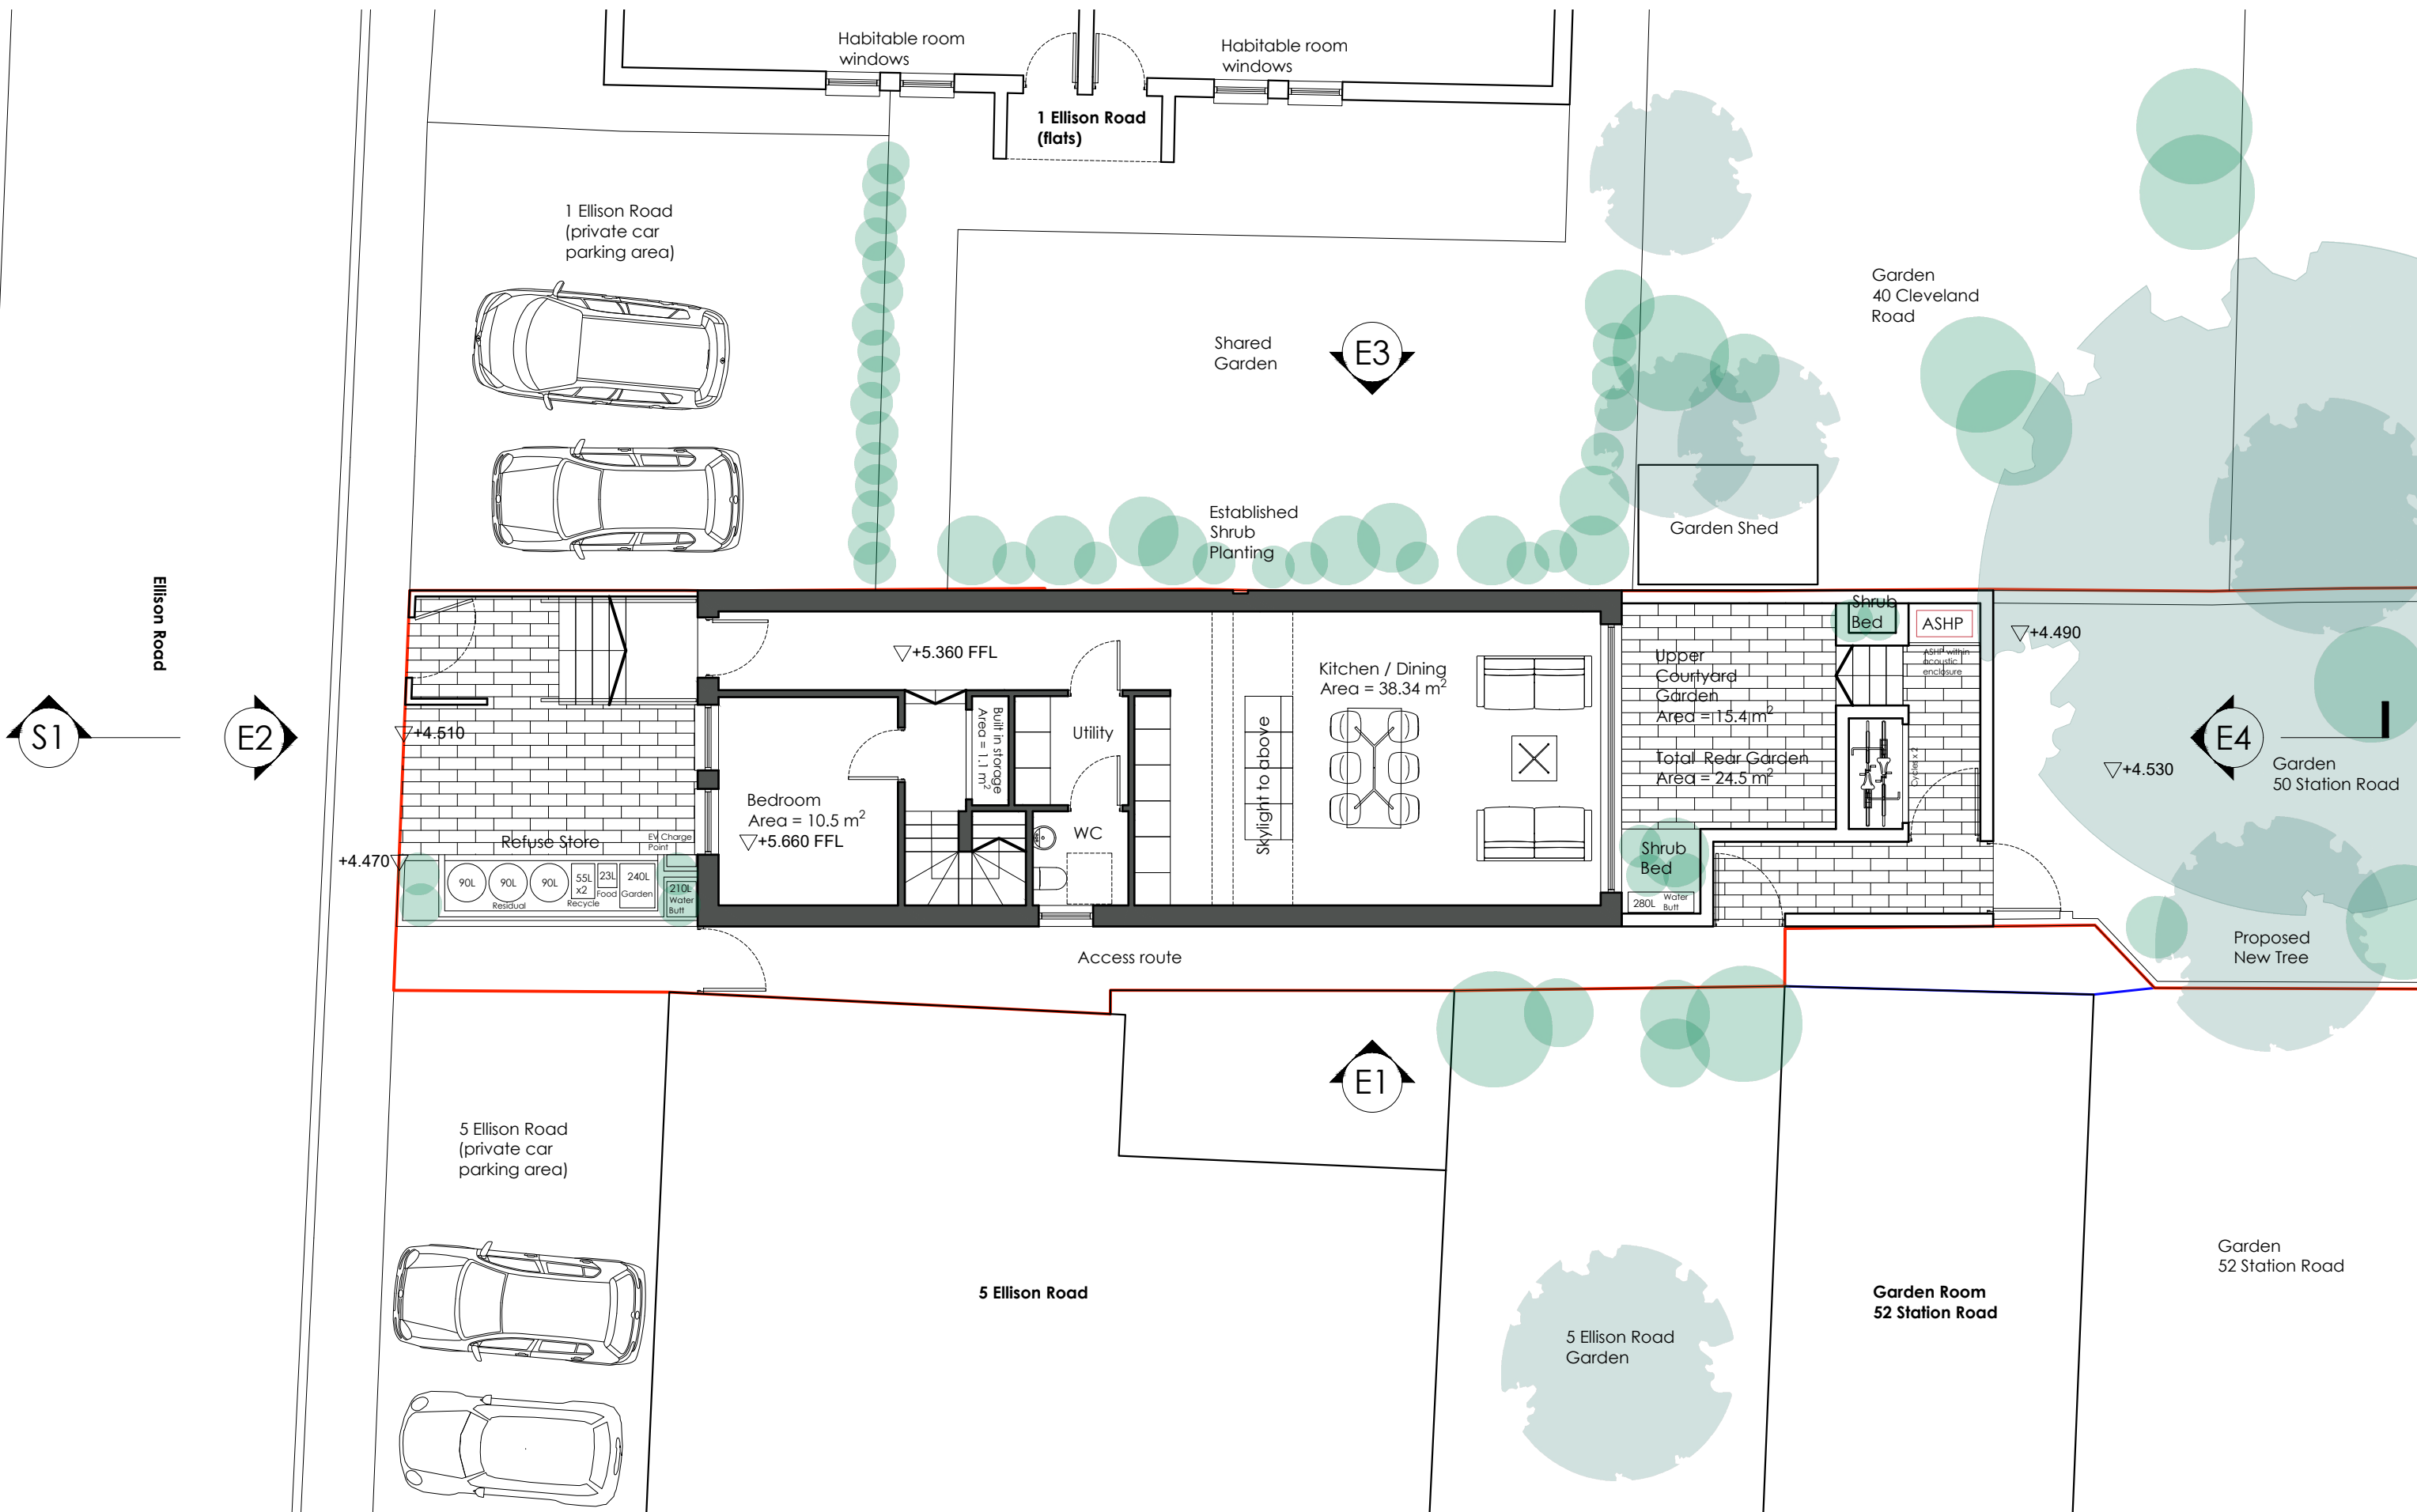 Habitable room
windows
Habitable room
windows
1 Ellison Road
(flats)
1 Ellison Road
(private car
parking area)
Garden
40 Cleveland
Road
Shared
Garden
E3
Established
Shrub
Planting
Garden Shed
Ellison Road
Shrub
Bed
ASHP
ASHP within
acoustic
enclosure
+4.490
+5.360 FFL
Kitchen / Dining
Area = 38.34 m2
Upper
Courtyard
Garden
Area = 15.4 m2
Total Rear Garden
Area = 24.5 m2
Built in storage
Area = 1.1 m2
Utility
Skylight to above
Cycles x 2
S1
E2
+4.510
E4
Garden
50 Station Road
+4.530
Bedroom
Area = 10.5 m2
+5.660 FFL
WC
Refuse Store
EV Charge
Point
+4.470
90L
90L
90L
Residual
55L
x2
Recycle
23L
Food
240L
Garden
210L
Water
Butt
Shrub
Bed
280L
Water
Butt
Access route
Proposed
New Tree
E1
5 Ellison Road
(private car
parking area)
5 Ellison Road
5 Ellison Road
Garden
Garden Room
52 Station Road
Garden
52 Station Road